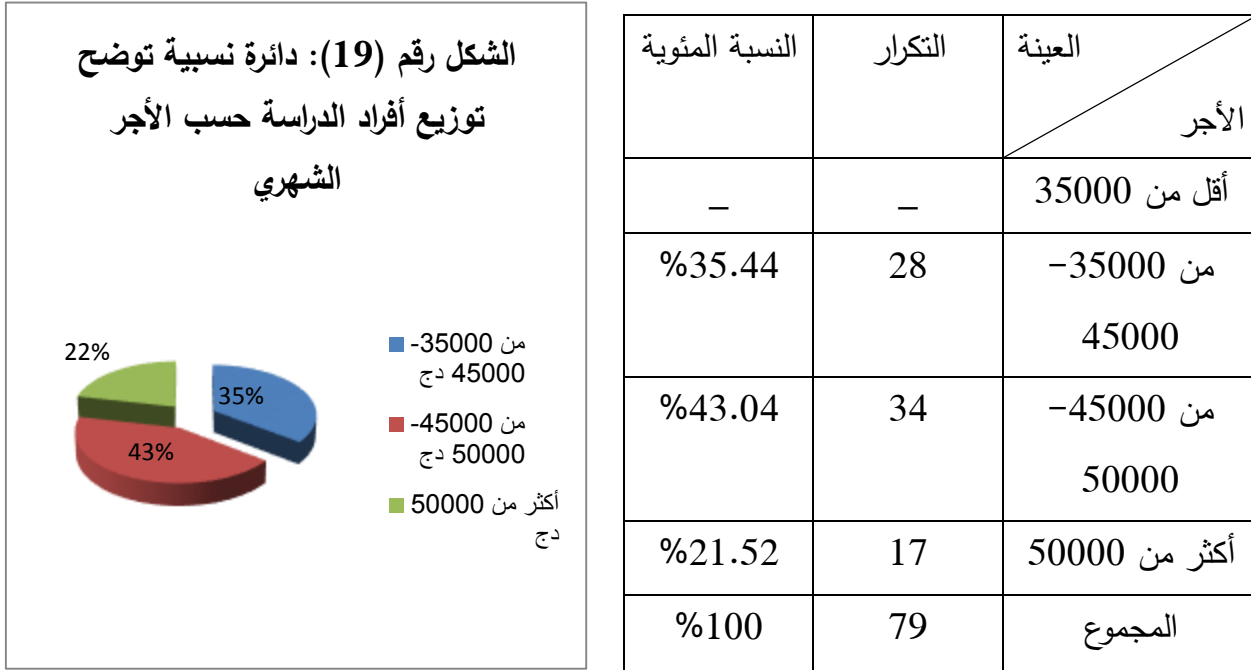 الشكل رقم (19): دائرة نسبية توضح
توزيع أفراد الدراسة حسب الأجر
الشهري
22%
35%
43%
من 35000-
45000 دج
من 45000-
50000 دج
أكثر من 50000
دج
العينة
الأجر
التكرار
النسبة المئوية
أقل من 35000
_
_
من 35000-
45000
28
%35.44
من 45000-
50000
34
%43.04
أكثر من 50000
17
%21.52
المجموع
79
%100